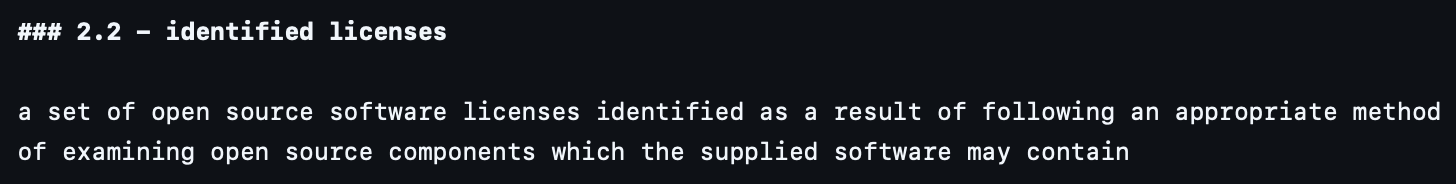 ### 2.2 - identified licenses
a set of open source software licenses identified as a result of following an appropriate method
of examining open source components which the supplied software may contain